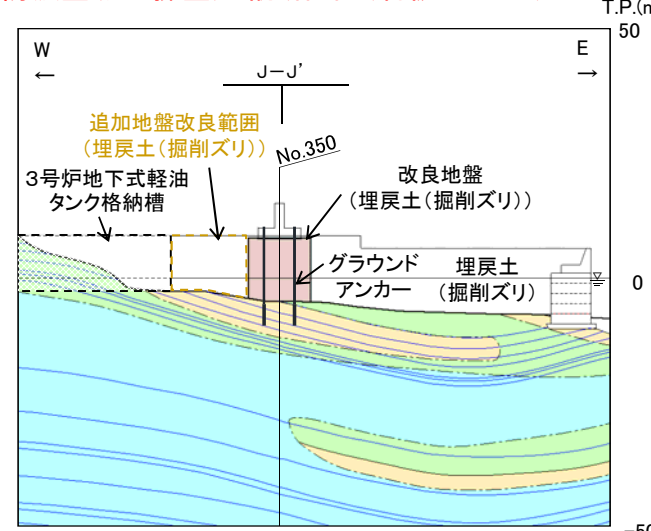 T.P.(m
50
W
E
←
→
J－J’
追加地盤改良範囲
（埋戻土（掘削ズリ））
No.350
3号炉地下式軽油
タンク格納槽
改良地盤
（埋戻土（掘削ズリ））
グラウンド
アンカー
埋戻土
（掘削ズリ）
0
-50